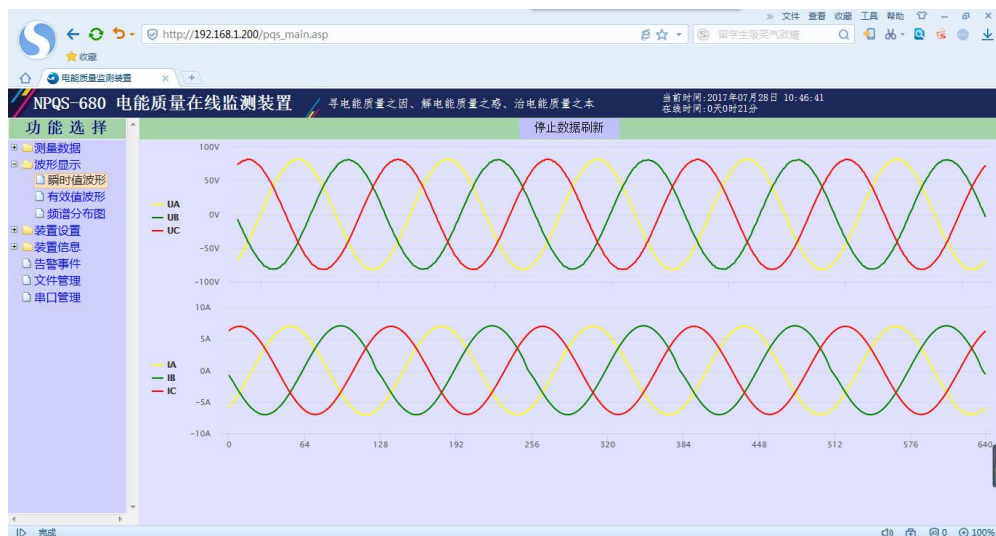 » 文件 查看 收藏 工具 帮助
http://192.168.1.200/pqs_main.asp
收藏
电能质量监测装置
NPQS-680 电能质量在线监测装置
寻电能质量之因、解电能质量之惑、治电能质量之本
当前时间:2017年07月28日 10:46:41
在线时间:0天0时21分
功能选择
停止数据刷新
测量数据
波形显示
瞬时值波形
有效值波形
频谱分布图
装置设置
装置信息
告警事件
文件管理
串口管理
100V
50V
0V
-50V
-100V
UA
UB
UC
10A
5A
0A
-5A
-10A
IA
IB
IC
0 64 128 192 256 320 384 448 512 576 640
完成
0
100%